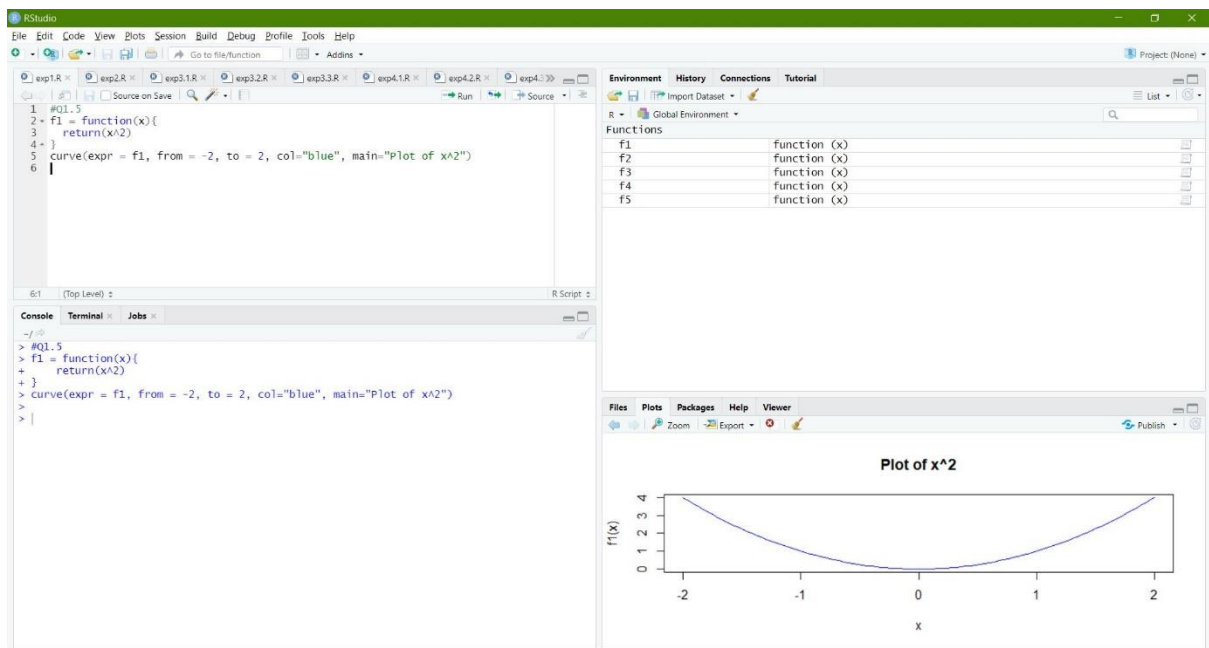 RStudio
File Edit Code View Plots Session Build Debug Profile Tools Help
Go to file/function Addins Project: (None)
exp1.R exp2.R exp3.1.R exp3.2.R exp3.3.R exp4.1.R exp4.2.R exp4.3
Source on Save Run Source
1 #Q1.5
2 f1 = function(x){
3 return(x^2)
4 }
5 curve(expr = f1, from = -2, to = 2, col="blue", main="Plot of x^2")
6
6:1 (Top Level) R Script
Console Terminal Jobs
~/
> #Q1.5
> f1 = function(x){
+ return(x^2)
+ }
> curve(expr = f1, from = -2, to = 2, col="blue", main="Plot of x^2")
>
>
Environment History Connections Tutorial
Import Dataset List
R Global Environment
Functions
f1 function (x)
f2 function (x)
f3 function (x)
f4 function (x)
f5 function (x)
Files Plots Packages Help Viewer
Zoom Export Publish
Plot of x^2
f1(x)
4
3
2
1
0
-2 -1 0 1 2
x